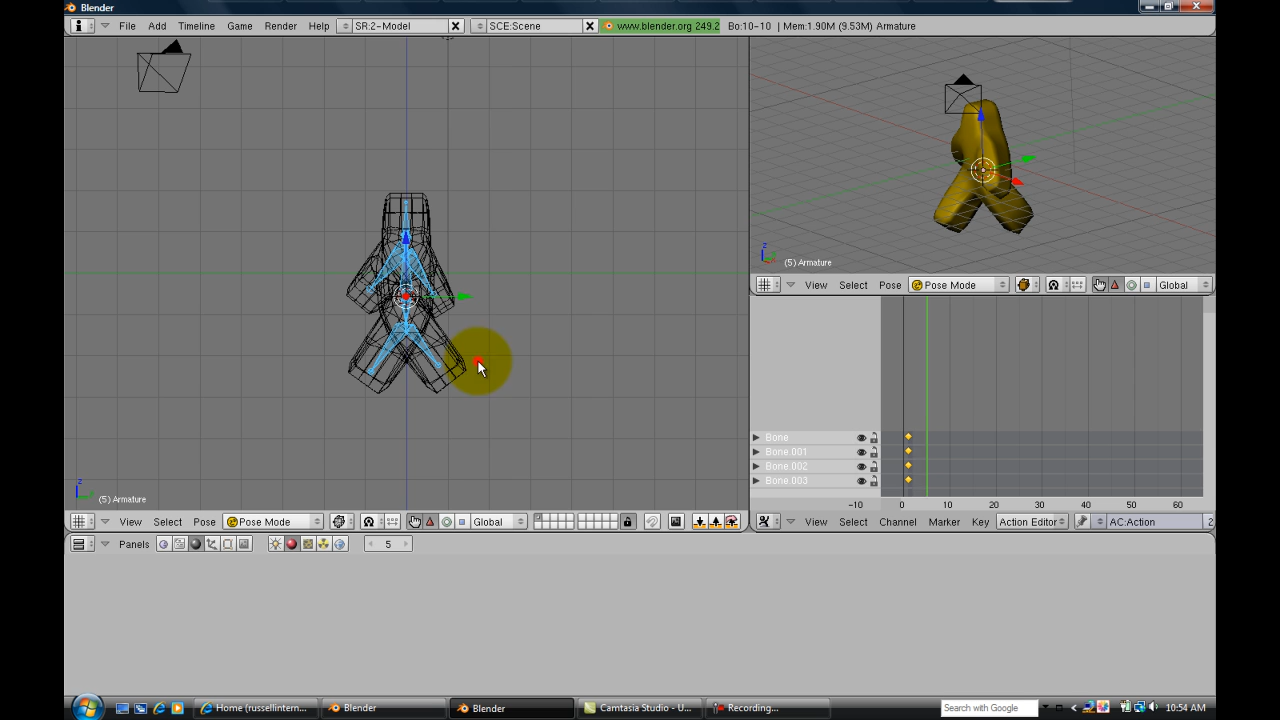 Blender
File Add Timeline Game Render Help SR:2-Model SCE:Scene www.blender.org 249.2 Bo:10-10 | Mem:1.90M (9.53M) Armature
z
(5) Armature
View Select Pose Pose Mode Global
Bone
Bone.001
Bone.002
Bone.003
-10 0 10 20 30 40 50 60
z
(5) Armature
View Select Pose Pose Mode Global
View Select Channel Marker Key Action Editor AC:Action 2
Panels 5
Home (russellintern... Blender Blender Camtasia Studio - U... Recording... Search with Google 10:54 AM